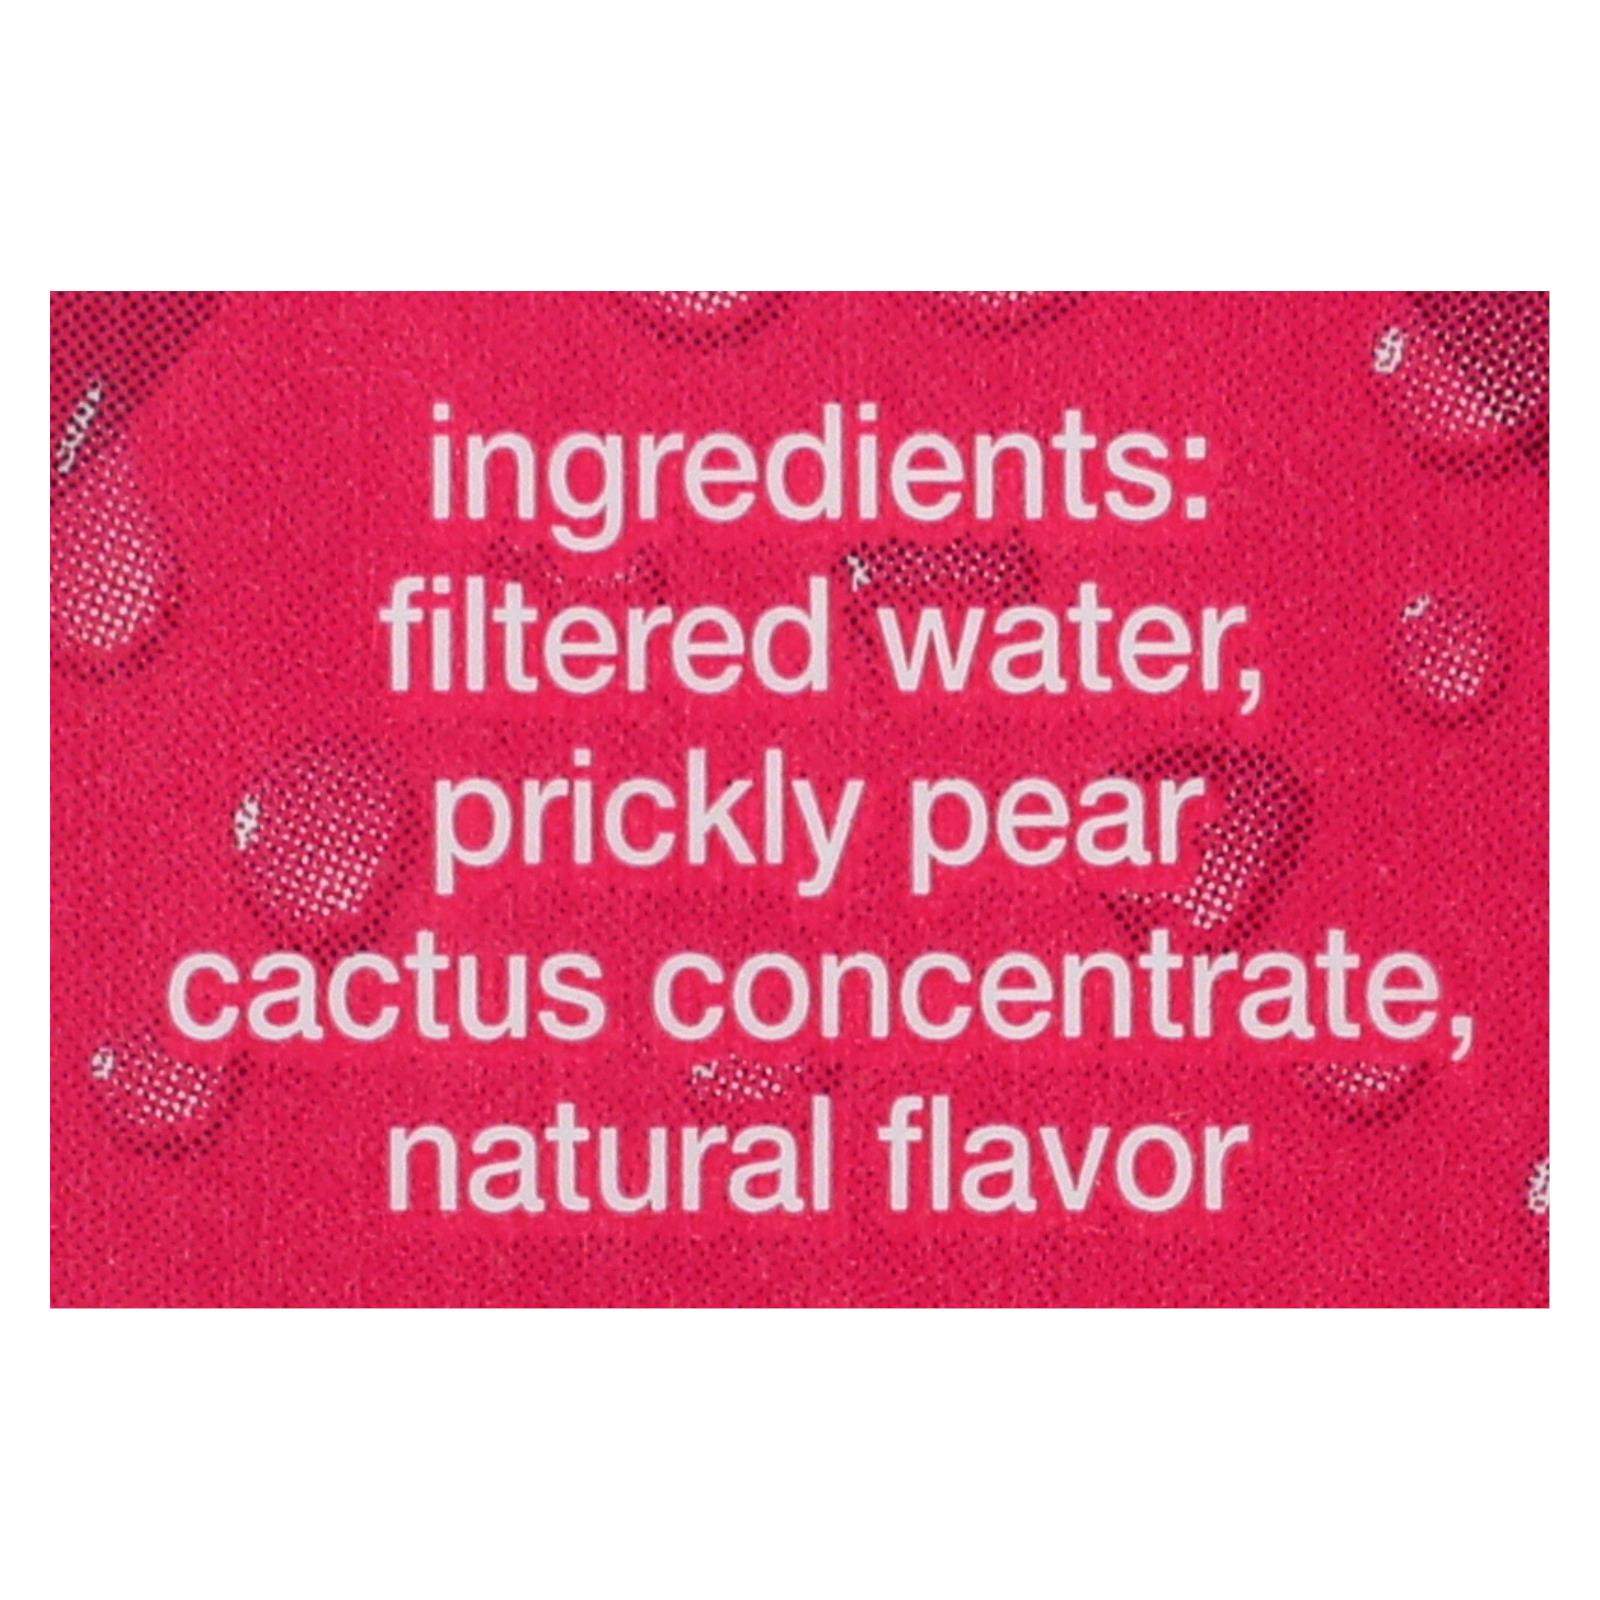 ingredients:
filtered water,
prickly pear
cactus concentrate,
natural flavor